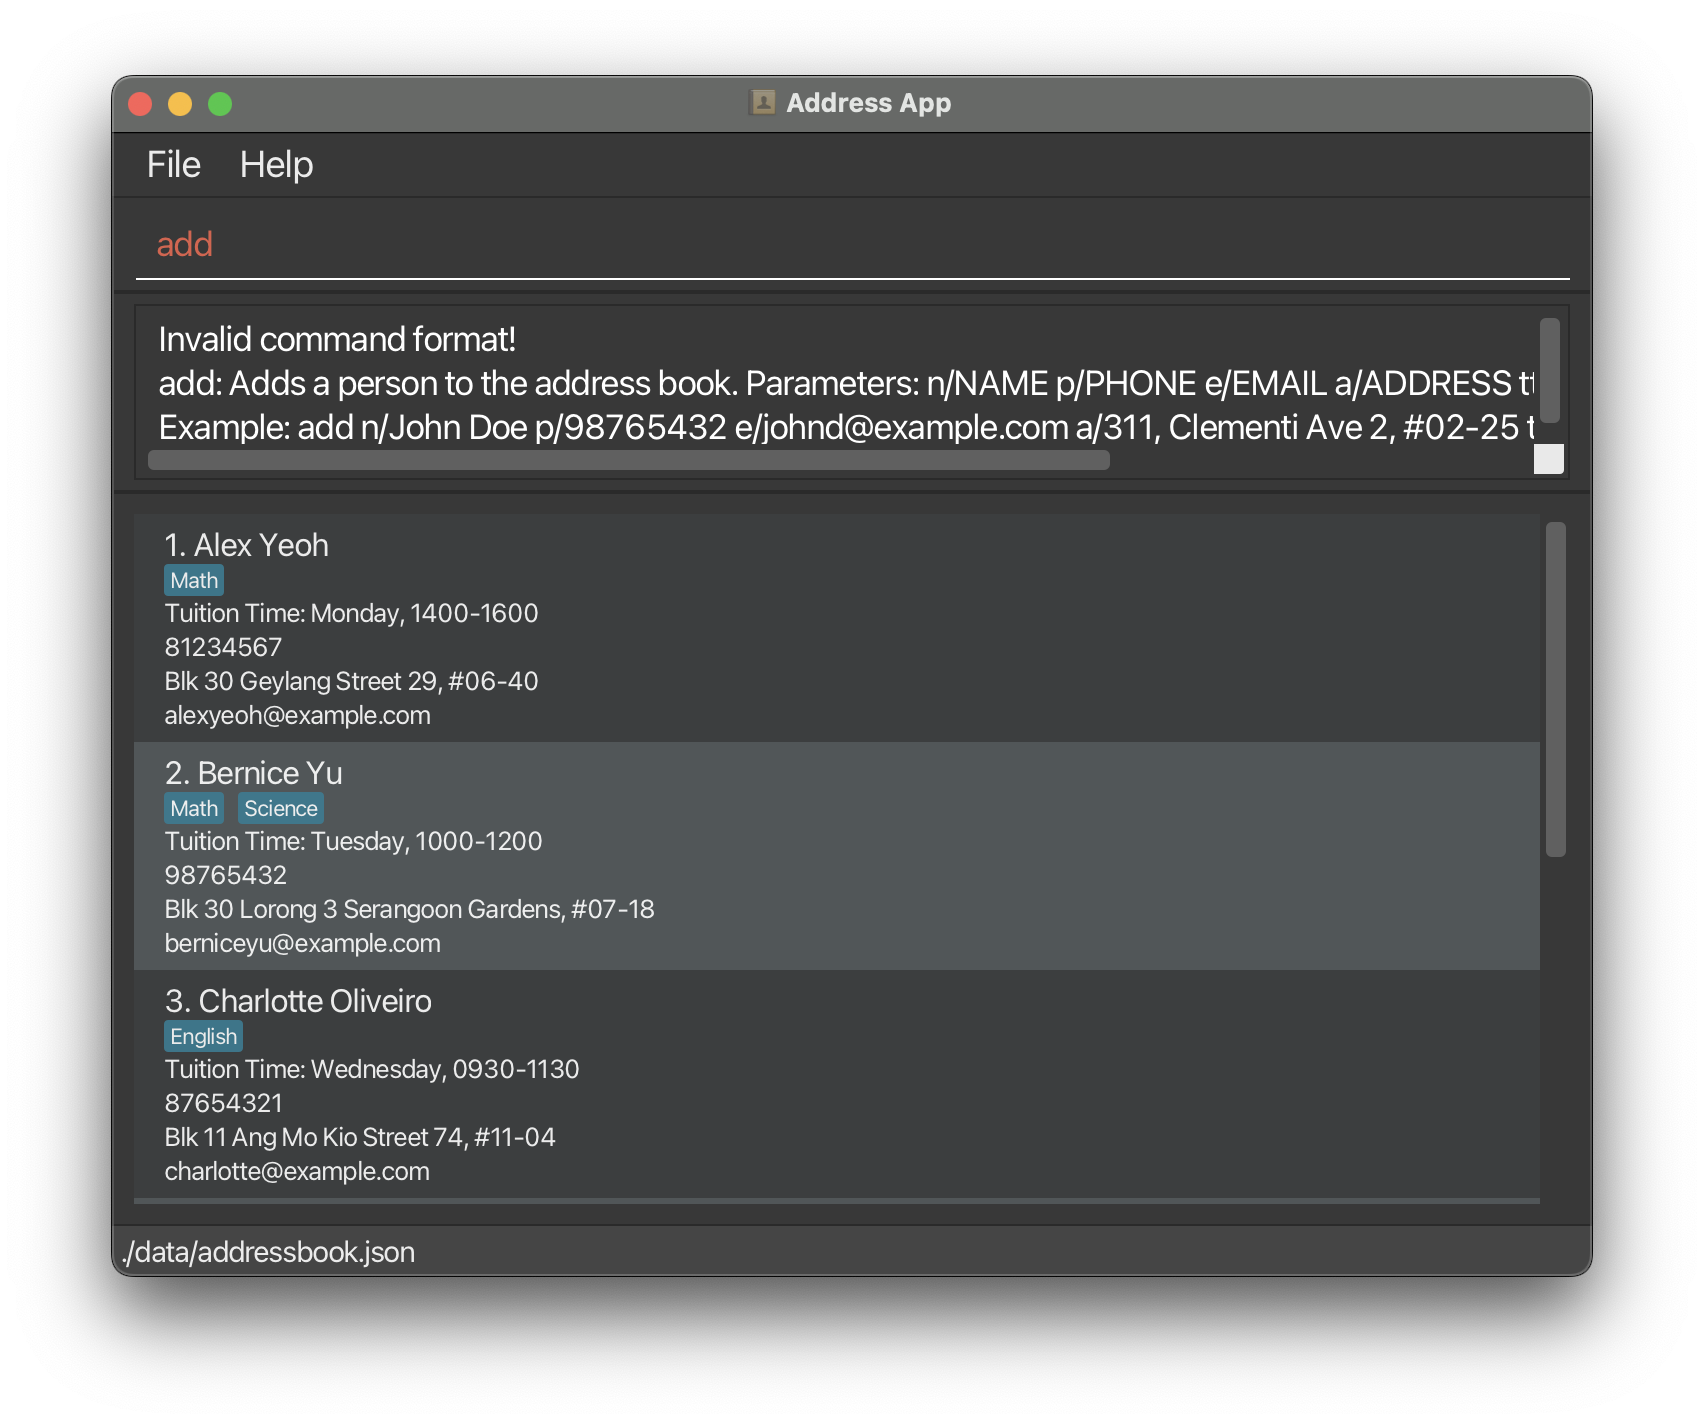 Address App
File Help
add
Invalid command format!
add: Adds a person to the address book. Parameters: n/NAME p/PHONE e/EMAIL a/ADDRESS
Example: add n/John Doe p/98765432 e/johnd@example.com a/311, Clementi Ave 2, #02-25
1. Alex Yeoh
Math
Tuition Time: Monday, 1400-1600
81234567
Blk 30 Geylang Street 29, #06-40
alexyeoh@example.com
2. Bernice Yu
Math Science
Tuition Time: Tuesday, 1000-1200
98765432
Blk 30 Lorong 3 Serangoon Gardens, #07-18
berniceyu@example.com
3. Charlotte Oliveiro
English
Tuition Time: Wednesday, 0930-1130
87654321
Blk 11 Ang Mo Kio Street 74, #11-04
charlotte@example.com
./data/addressbook.json